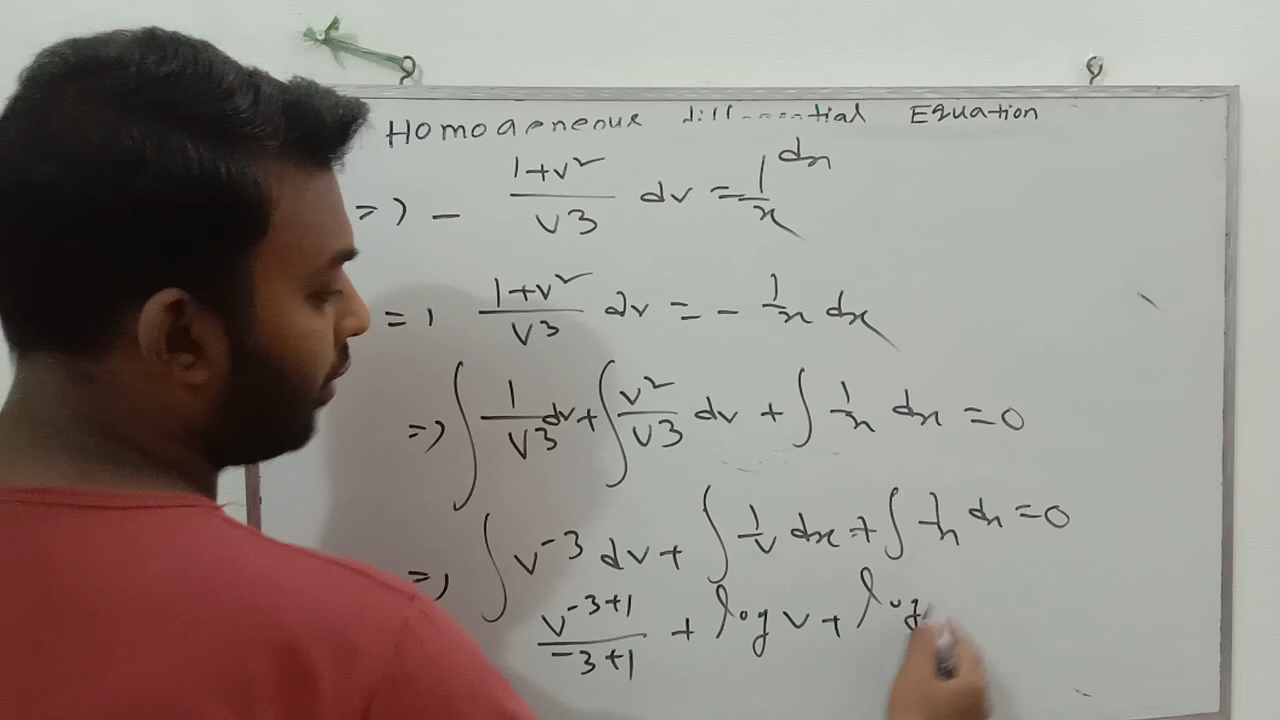 Homogeneous differential Equation
=> - (1+v²)/(v3) dv = 1/x dx
=> (1+v²)/(v3) dv = - 1/x dx
=> ∫ 1/(v3) dv + ∫ v²/(v3) dv + ∫ 1/x dx = 0
=> ∫ v⁻³ dv + ∫ 1/v dx + ∫ 1/x dx = 0
(v⁻³⁺¹)/(-3+1) + log v + log